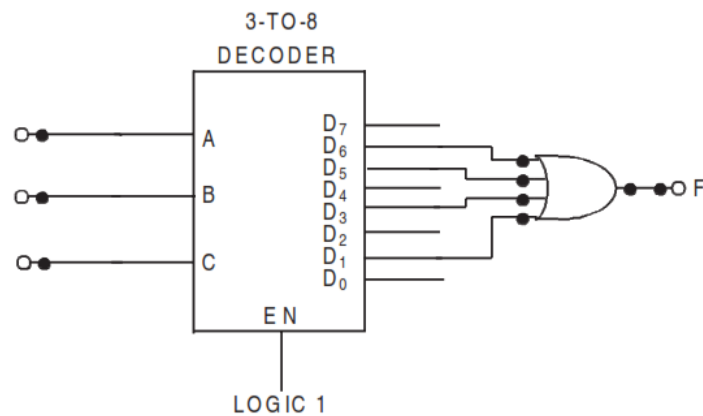 3-TO-8
DECODER
A
B
C
D₇
D₆
D₅
D₄
D₃
D₂
D₁
D₀
F
EN
LOGIC 1